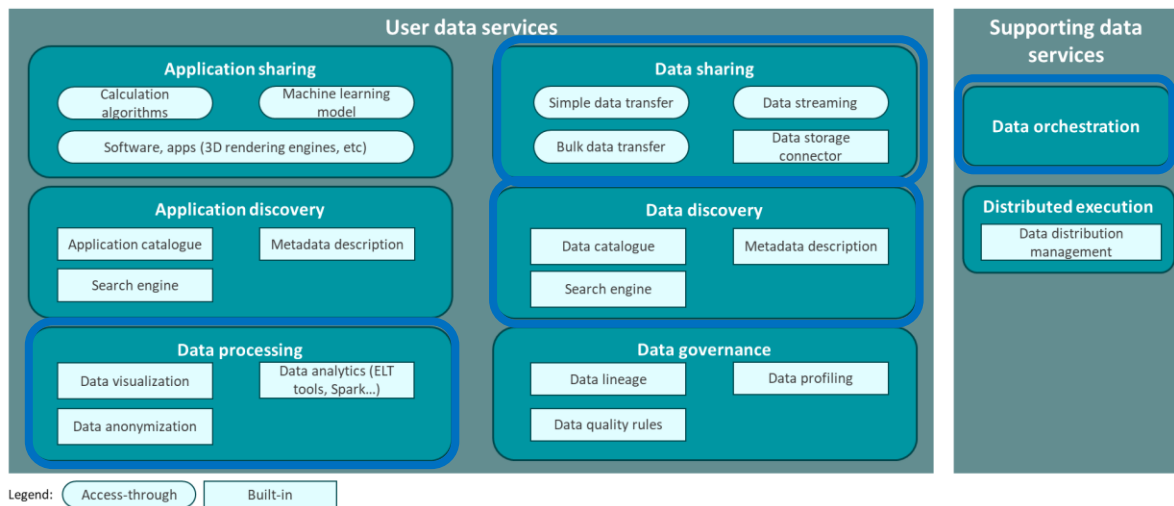 User data services
Application sharing
Calculation
algorithms
Machine learning
model
Software, apps (3D rendering engines, etc)
Data sharing
Simple data transfer
Data streaming
Bulk data transfer
Data storage
connector
Application discovery
Application catalogue
Metadata description
Search engine
Data discovery
Data catalogue
Metadata description
Search engine
Data processing
Data visualization
Data analytics (ELT
tools, Spark...)
Data anonymization
Data governance
Data lineage
Data profiling
Data quality rules
Supporting data
services
Data orchestration
Distributed execution
Data distribution
management
Legend:
Access-through
Built-in